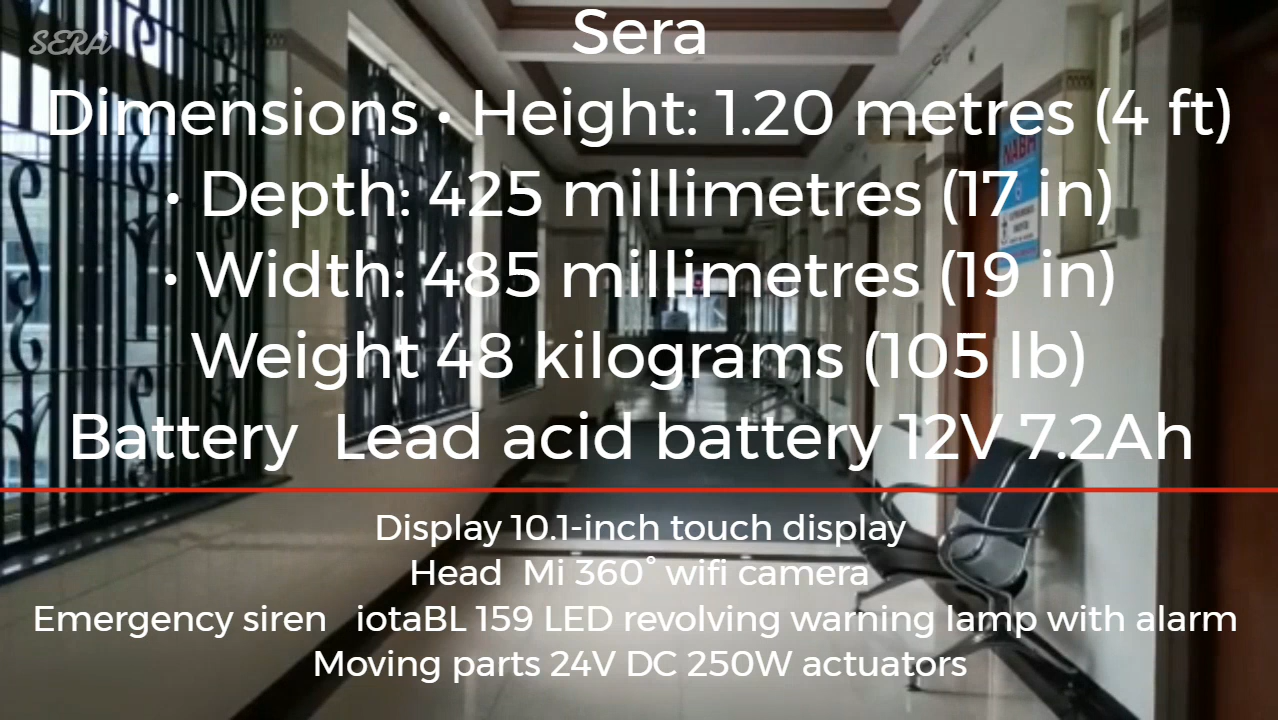 SERA
Sera
Dimensions • Height: 1.20 metres (4 ft)
• Depth: 425 millimetres (17 in)
• Width: 485 millimetres (19 in)
Weight 48 kilograms (105 lb)
Battery  Lead acid battery 12V 7.2Ah
Display 10.1-inch touch display
Head  Mi 360° wifi camera
Emergency siren   iotaBL 159 LED revolving warning lamp with alarm
Moving parts 24V DC 250W actuators
NABH